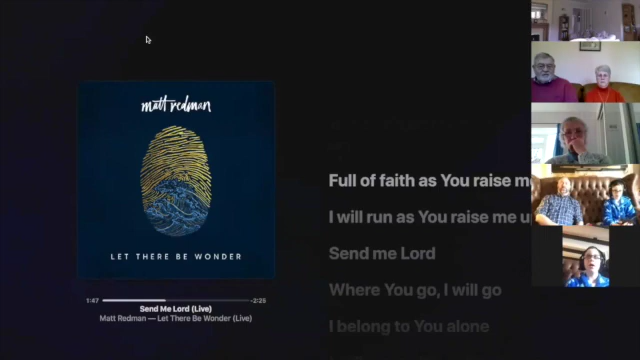 matt redman
LET THERE BE WONDER
1:47
-3:25
Send Me Lord (Live)
Matt Redman — Let There Be Wonder (Live)
Full of faith as You raise me
I will run as You raise me u
Send me Lord
Where You go, I will go
I belong to You alone